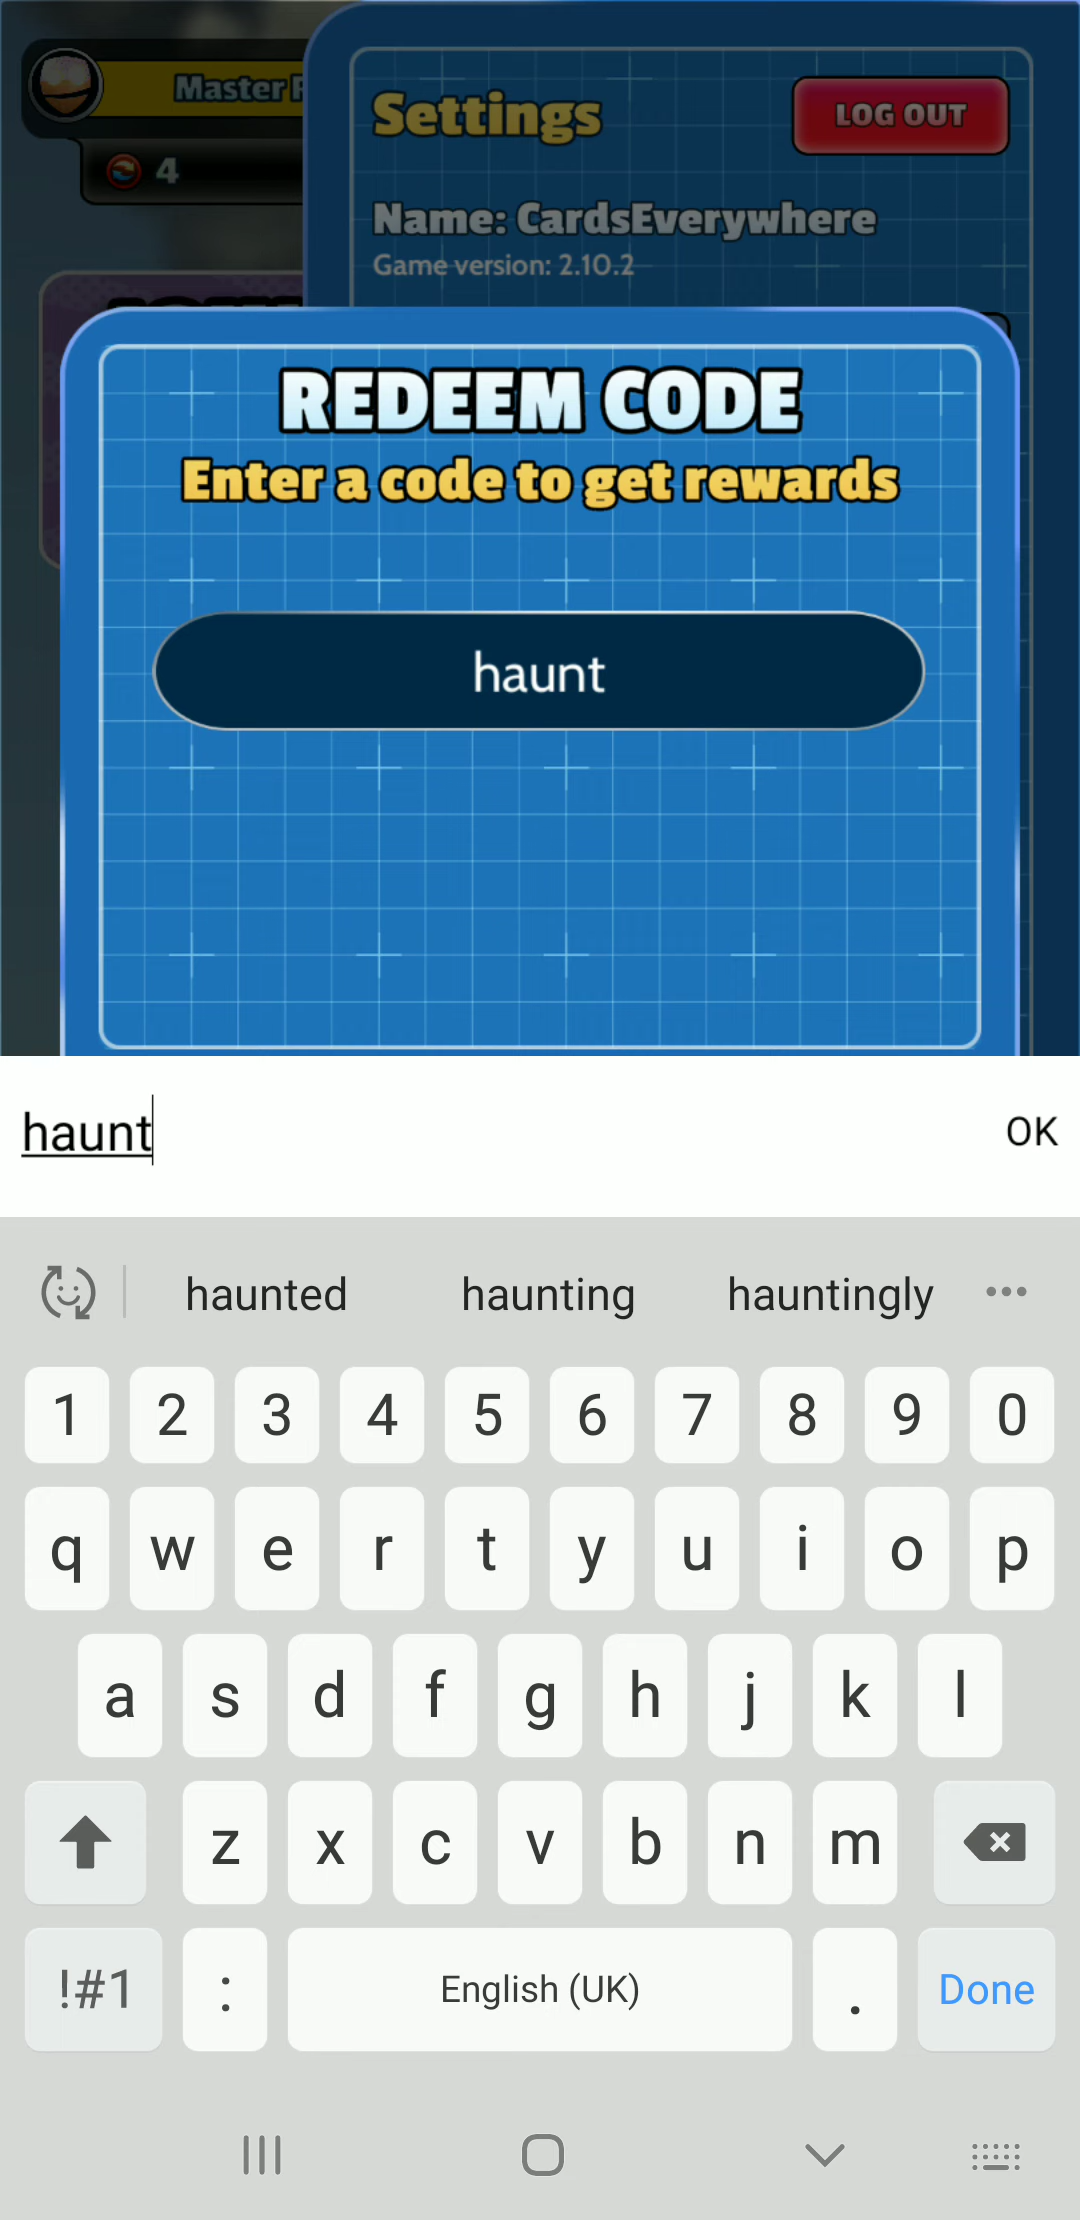 Master
4
Settings
LOG OUT
Name: CardsEverywhere
Game version: 2.10.2
REDEEM CODE
Enter a code to get rewards
haunt
haunt
OK
haunted haunting hauntingly
1 2 3 4 5 6 7 8 9 0
q w e r t y u i o p
a s d f g h j k l
z x c v b n m
!#1 : English (UK) . Done